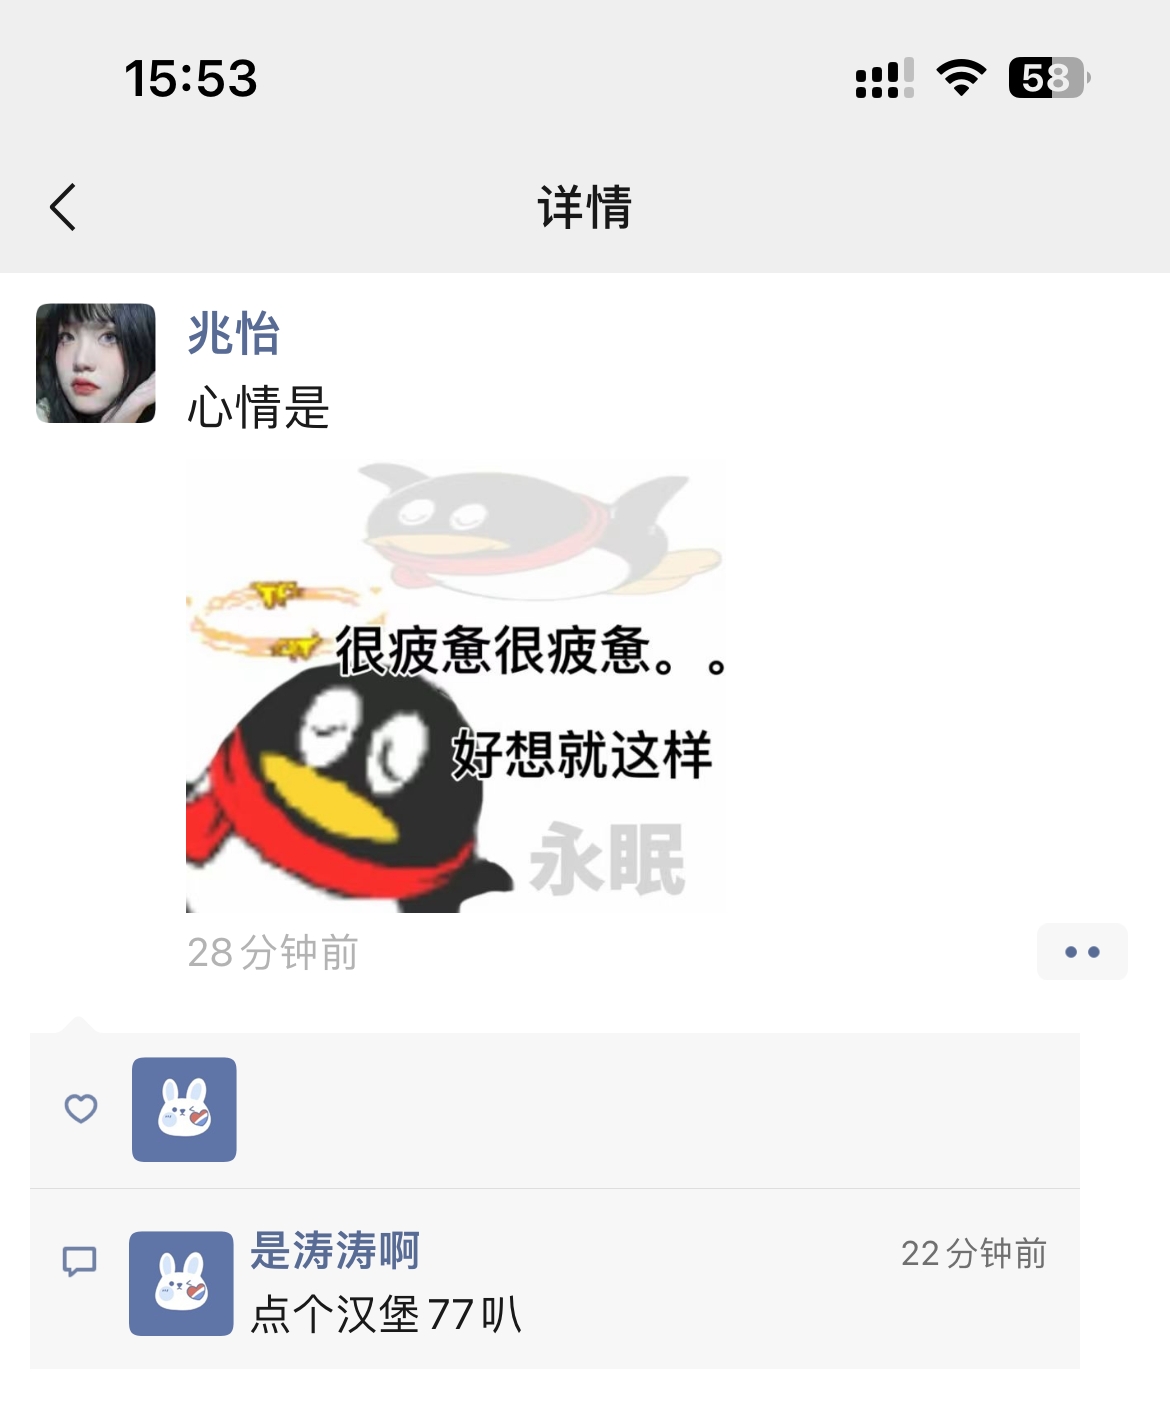 15:53
58
详情
兆怡
心情是
很疲惫很疲惫。。
好想就这样
永眠
28分钟前
是涛涛啊
22分钟前
点个汉堡77叭